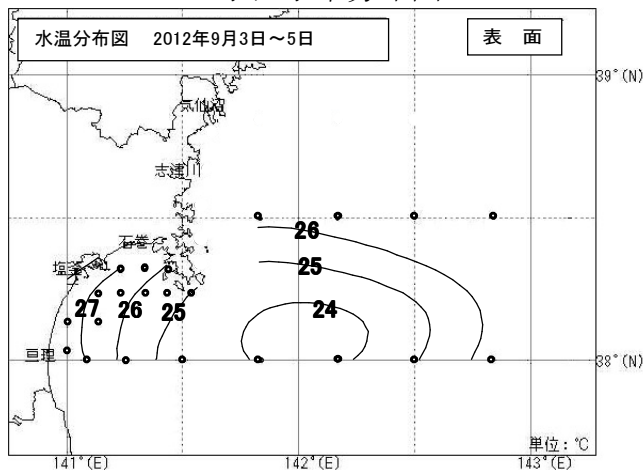 水温分布図 2012年9月3日～5日
表 面
39°(N)
気仙沼
志津川
石巻
塩釜
亘理
26
25
24
27 26 25
38°(N)
単位：℃
141°(E) 142°(E) 143°(E)